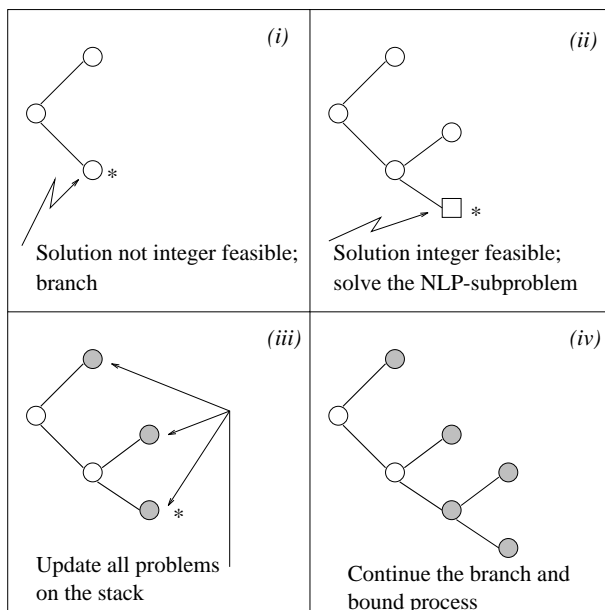 (i)
*
Solution not integer feasible;
branch
(ii)
*
Solution integer feasible;
solve the NLP-subproblem
(iii)
*
Update all problems
on the stack
(iv)
Continue the branch and
bound process